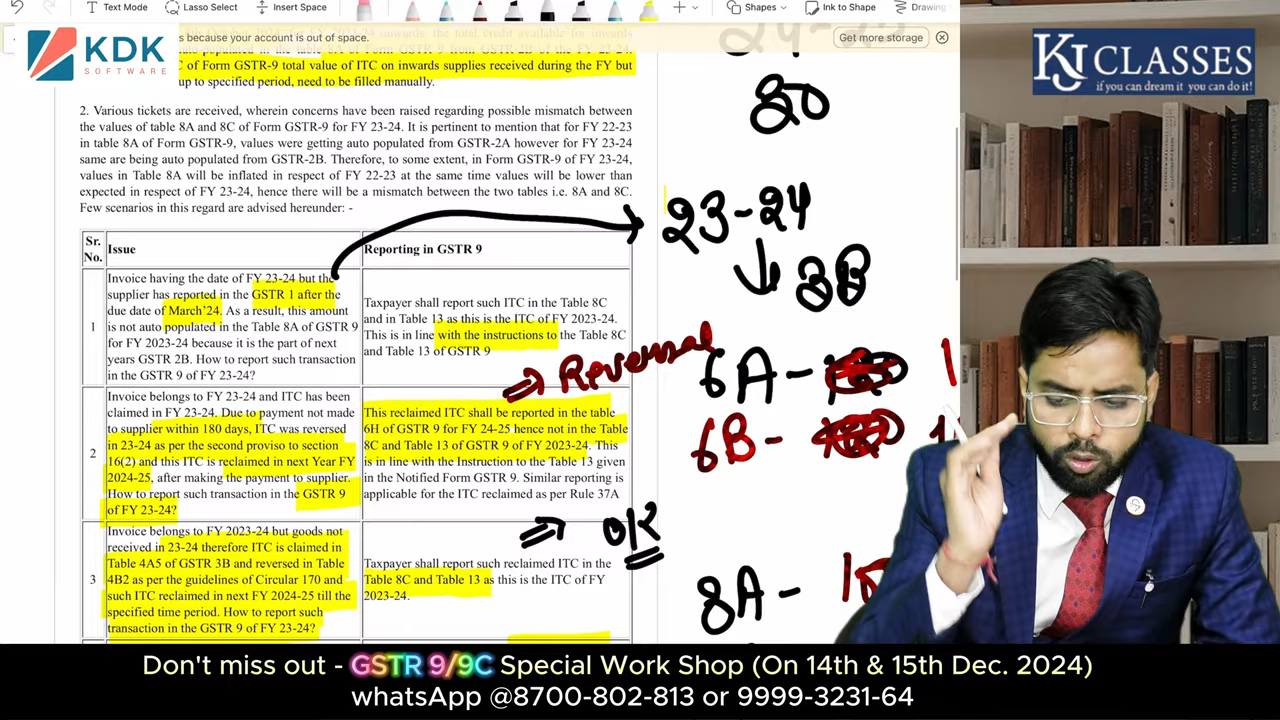 Text Mode
Lasso Select
Insert Space
Shapes
Ink to Shape
Drawing
s because your account is out of space.
Get more storage
KDK
SOFTWARE
C of Form GSTR-9 total value of ITC on inwards supplies received during the FY but
up to specified period, need to be filled manually.
2. Various tickets are received, wherein concerns have been raised regarding possible mismatch between
the values of table 8A and 8C of Form GSTR-9 for FY 23-24. It is pertinent to mention that for FY 22-23
in table 8A of Form GSTR-9, values were getting auto populated from GSTR-2A however for FY 23-24
same are being auto populated from GSTR-2B. Therefore, to some extent, in Form GSTR-9 of FY 23-24,
values in Table 8A will be inflated in respect of FY 22-23 at the same time values will be lower than
expected in respect of FY 23-24, hence there will be a mismatch between the two tables i.e. 8A and 8C.
Few scenarios in this regard are advised hereunder: -
Sr. No.
Issue
Reporting in GSTR 9
1
Invoice having the date of FY 23-24 but the
supplier has reported in the GSTR 1 after the
due date of March'24. As a result, this amount
is not auto populated in the Table 8A of GSTR 9
for FY 2023-24 because it is the part of next
years GSTR 2B. How to report such transaction
in the GSTR 9 of FY 23-24?
Taxpayer shall report such ITC in the Table 8C
and in Table 13 as this is the ITC of FY 2023-24.
This is in line with the instructions to the Table 8C
and Table 13 of GSTR 9
2
Invoice belongs to FY 23-24 and ITC has been
claimed in FY 23-24. Due to payment not made
to supplier within 180 days, ITC was reversed
in 23-24 as per the second proviso to section
16(2) and this ITC is reclaimed in next Year FY
2024-25, after making the payment to supplier.
How to report such transaction in the GSTR 9
of FY 23-24?
This reclaimed ITC shall be reported in the table
6H of GSTR 9 for FY 24-25 hence not in the Table
8C and Table 13 of GSTR 9 of FY 2023-24. This
is in line with the Instruction to the Table 13 given
in the Notified Form GSTR 9. Similar reporting is
applicable for the ITC reclaimed as per Rule 37A
3
Invoice belongs to FY 2023-24 but goods not
received in 23-24 therefore ITC is claimed in
Table 4A5 of GSTR 3B and reversed in Table
4B2 as per the guidelines of Circular 170 and
such ITC reclaimed in next FY 2024-25 till the
specified time period. How to report such
transaction in the GSTR 9 of FY 23-24?
Taxpayer shall report such reclaimed ITC in the
Table 8C and Table 13 as this is the ITC of FY
2023-24.
80
23-24
3B
⇒ Reversal
6A -
6B -
⇒ OK
8A -
KJ CLASSES
if you can dream it you can do it!
Don't miss out - GSTR 9/9C Special Work Shop (On 14th & 15th Dec. 2024)
whatsApp @8700-802-813 or 9999-3231-64